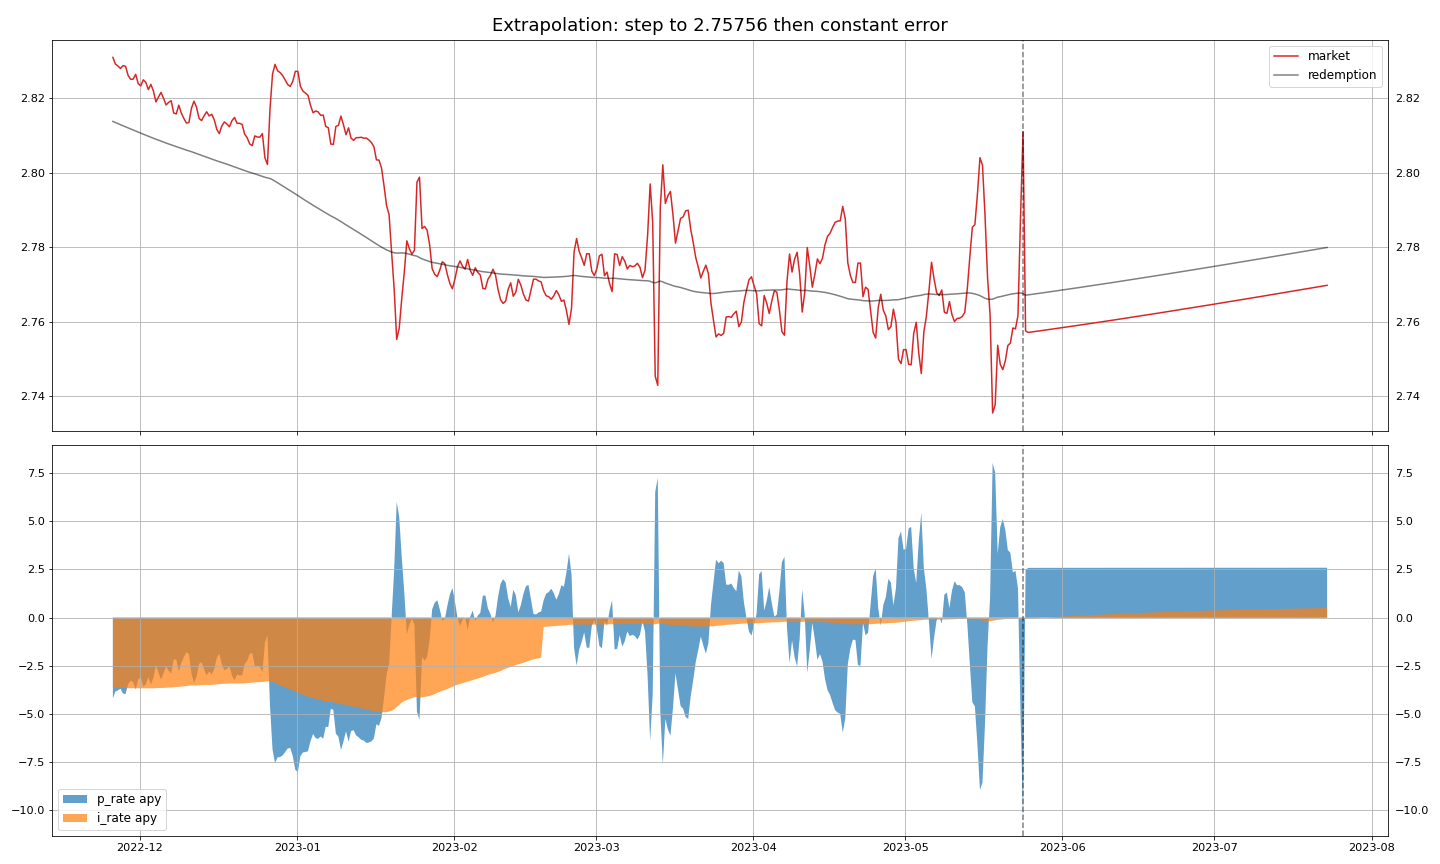 Extrapolation: step to 2.75756 then constant error
market
redemption
2.82 2.82
2.80 2.80
2.78 2.78
2.76 2.76
2.74 2.74
7.5 7.5
5.0 5.0
2.5 2.5
0.0 0.0
−2.5 −2.5
−5.0 −5.0
−7.5 −7.5
−10.0 −10.0
p_rate apy
i_rate apy
2022-12 2023-01 2023-02 2023-03 2023-04 2023-05 2023-06 2023-07 2023-08